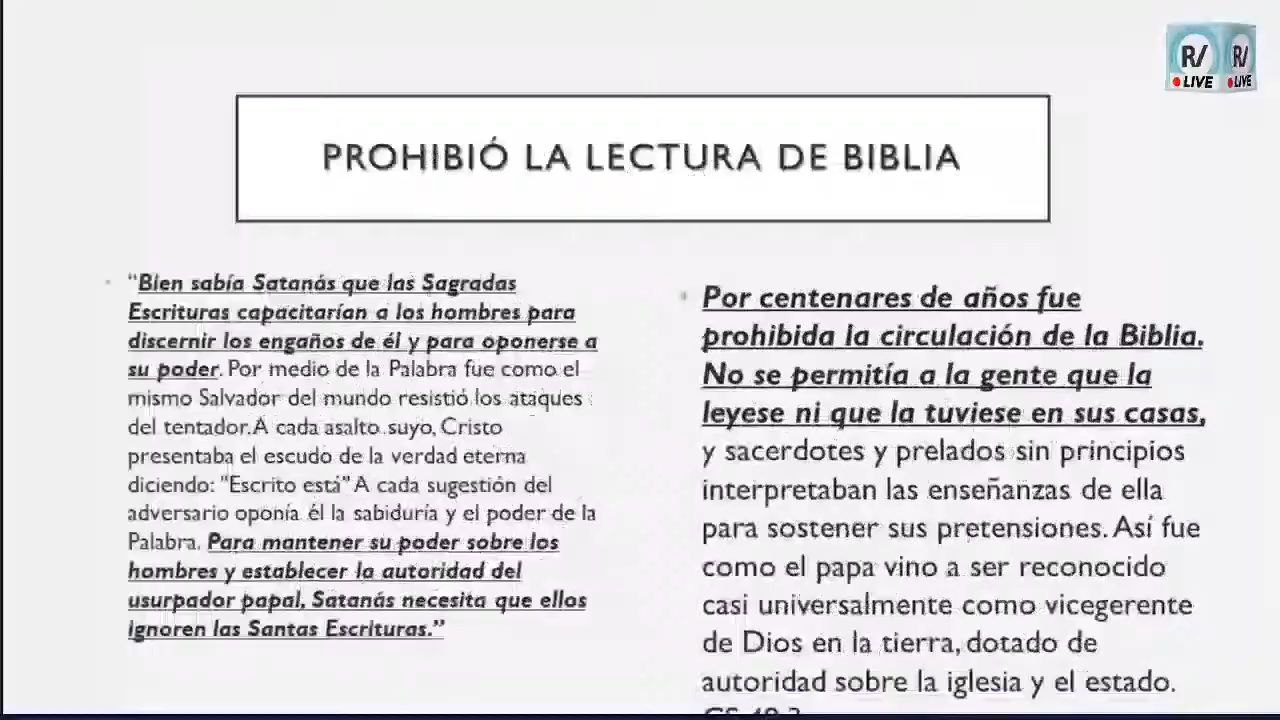 R/ R/
LIVE LIVE
PROHIBIÓ LA LECTURA DE BIBLIA
• "Bien sabía Satanás que las Sagradas
Escrituras capacitarían a los hombres para
discernir los engaños de él y para oponerse a
su poder. Por medio de la Palabra fue como el
mismo Salvador del mundo resistió los ataques
del tentador. A cada asalto suyo, Cristo
presentaba el escudo de la verdad eterna
diciendo: "Escrito está" A cada sugestión del
adversario oponía él la sabiduría y el poder de la
Palabra. Para mantener su poder sobre los
hombres y establecer la autoridad del
usurpador papal, Satanás necesita que ellos
ignoren las Santas Escrituras."
• Por centenares de años fue
prohibida la circulación de la Biblia.
No se permitía a la gente que la
leyese ni que la tuviese en sus casas,
y sacerdotes y prelados sin principios
interpretaban las enseñanzas de ella
para sostener sus pretensiones. Así fue
como el papa vino a ser reconocido
casi universalmente como vicegerente
de Dios en la tierra, dotado de
autoridad sobre la iglesia y el estado.